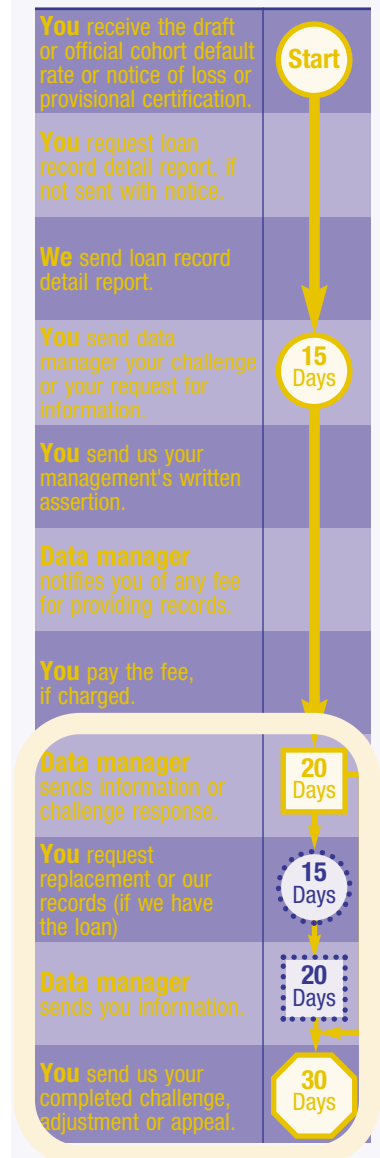 You receive the draft
or official cohort default
rate or notice of loss or
provisional certification.
Start
You request loan
record detail report, if
not sent with notice.
We send loan record
detail report.
You send data
manager your challenge
or your request for
information.
15
Days
You send us your
management's written
assertion.
Data manager
notifies you of any fee
for providing records.
You pay the fee,
if charged.
Data manager
sends information or
challenge response.
20
Days
You request
replacement or our
records (if we have
the loan)
15
Days
Data manager
sends you information.
20
Days
You send us your
completed challenge,
adjustment or appeal.
30
Days